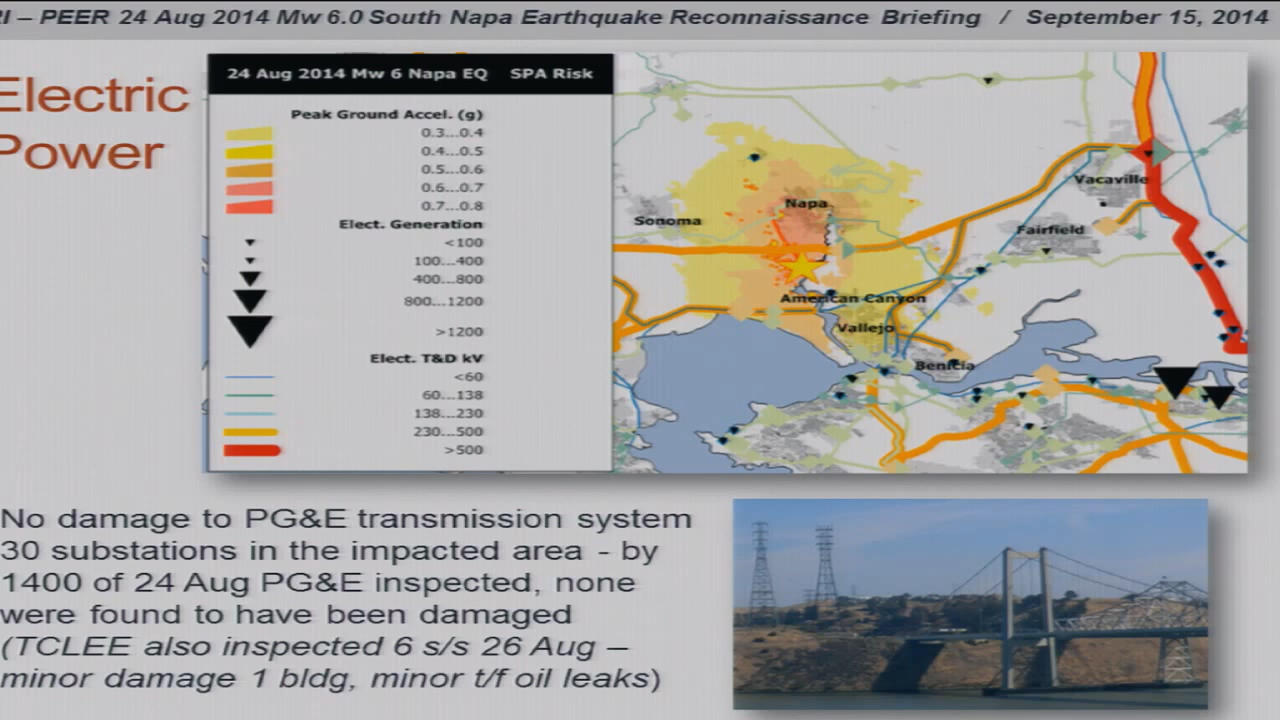 RI – PEER 24 Aug 2014 Mw 6.0 South Napa Earthquake Reconnaissance Briefing / September 15, 2014
Electric
Power
24 Aug 2014 Mw 6 Napa EQ SPA Risk
Peak Ground Accel. (g)
0.3...0.4
0.4...0.5
0.5...0.6
0.6...0.7
0.7...0.8
Elect. Generation
<100
100...400
400...800
800...1200
>1200
Elect. T&D kV
<60
60...138
138...230
230...500
>500
Vacaville
Napa
Sonoma
Fairfield
American Canyon
Vallejo
Benicia
No damage to PG&E transmission system
30 substations in the impacted area - by
1400 of 24 Aug PG&E inspected, none
were found to have been damaged
(TCLEE also inspected 6 s/s 26 Aug –
minor damage 1 bldg, minor t/f oil leaks)